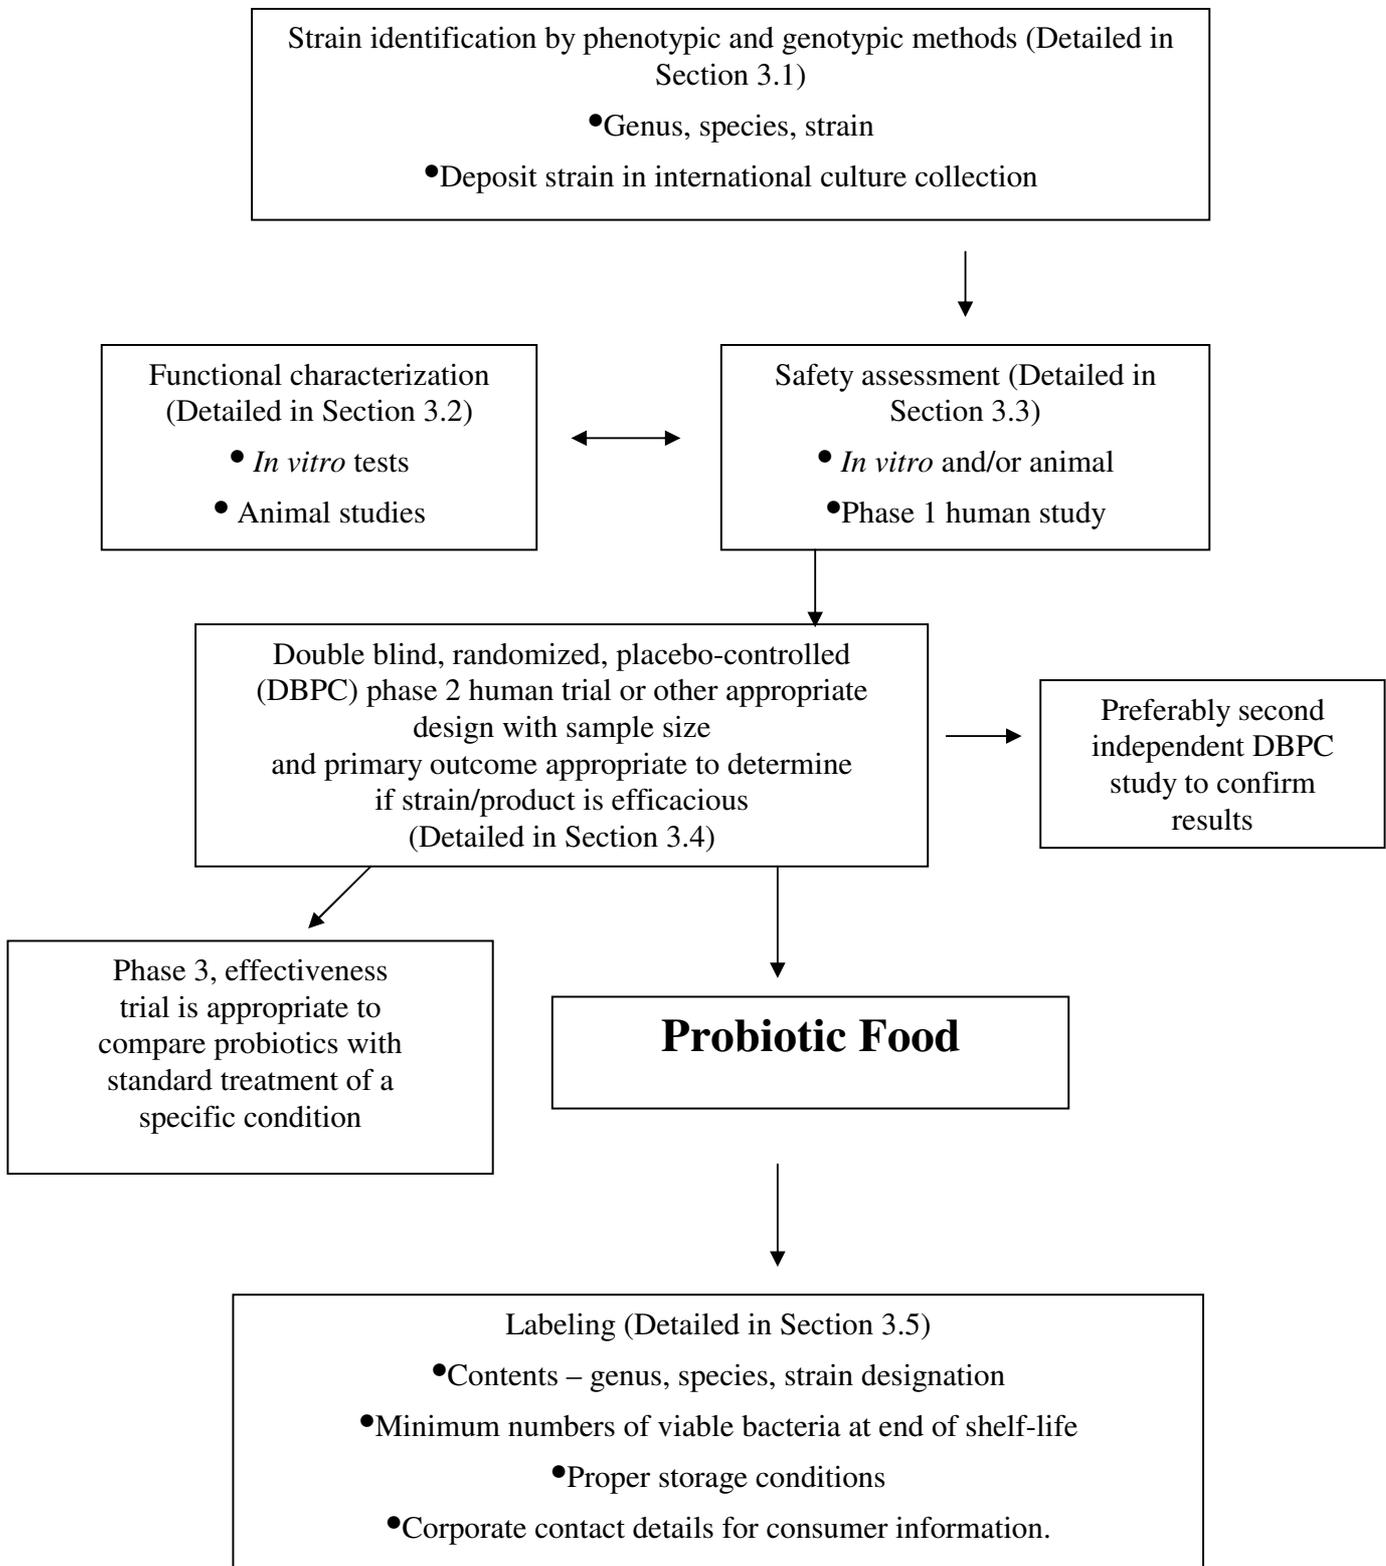 Strain identification by phenotypic and genotypic methods (Detailed in
Section 3.1)
•Genus, species, strain
•Deposit strain in international culture collection
Functional characterization
(Detailed in Section 3.2)
• In vitro tests
• Animal studies
Safety assessment (Detailed in
Section 3.3)
• In vitro and/or animal
•Phase 1 human study
Double blind, randomized, placebo-controlled
(DBPC) phase 2 human trial or other appropriate
design with sample size
and primary outcome appropriate to determine
if strain/product is efficacious
(Detailed in Section 3.4)
Preferably second
independent DBPC
study to confirm
results
Phase 3, effectiveness
trial is appropriate to
compare probiotics with
standard treatment of a
specific condition
Probiotic Food
Labeling (Detailed in Section 3.5)
•Contents – genus, species, strain designation
•Minimum numbers of viable bacteria at end of shelf-life
•Proper storage conditions
•Corporate contact details for consumer information.